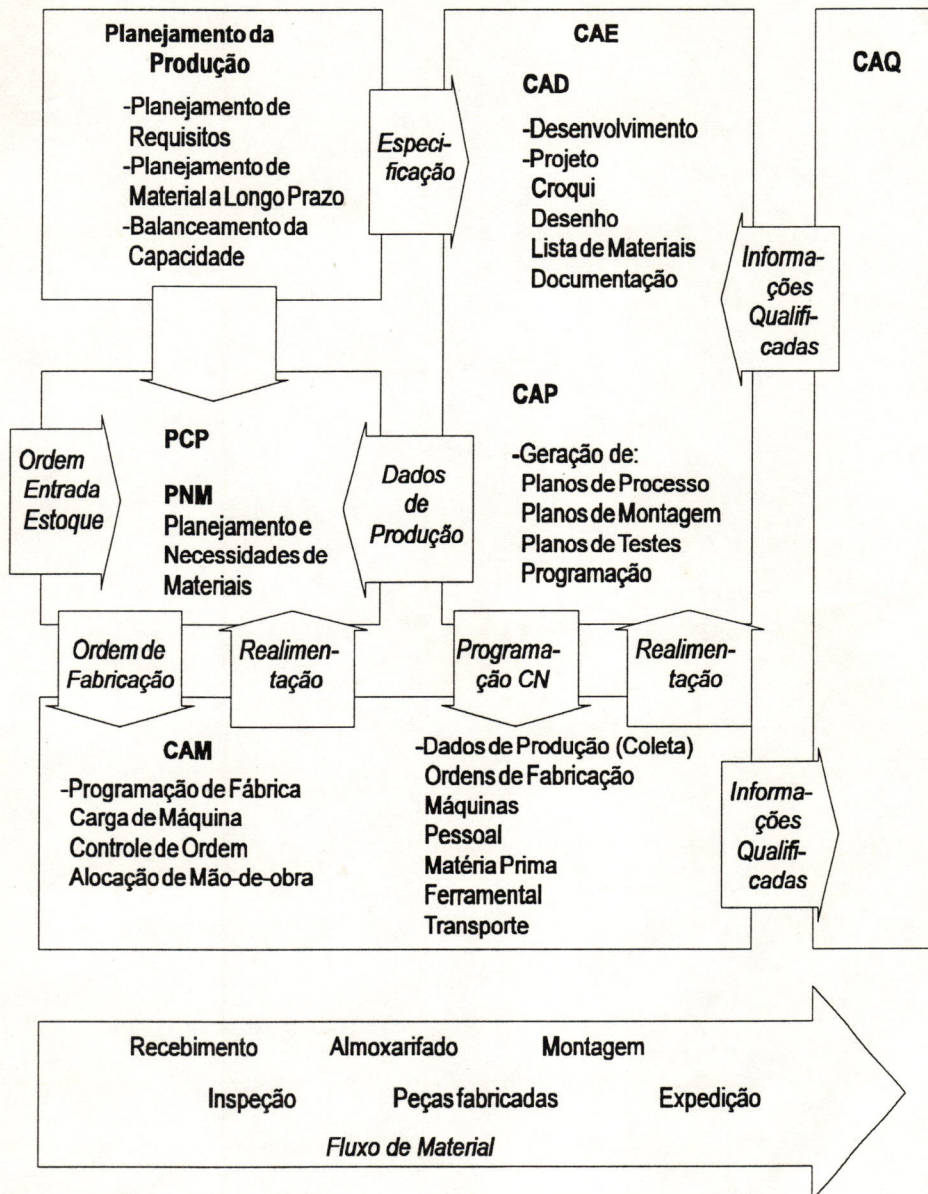 Planejamento da
Produção
-Planejamento de
Requisitos
-Planejamento de
Material a Longo Prazo
-Balanceamento da
Capacidade
Especi-
ficação
CAE
CAD
-Desenvolvimento
-Projeto
Croqui
Desenho
Lista de Materiais
Documentação
CAQ
Informa-
ções
Qualifi-
cadas
Ordem
Entrada
Estoque
PCP
PNM
Planejamento e
Necessidades de
Materiais
Dados
de
Produção
CAP
-Geração de:
Planos de Processo
Planos de Montagem
Planos de Testes
Programação
Ordem de
Fabricação
Realimen-
tação
Programa-
ção CN
Realimen-
tação
CAM
-Programação de Fábrica
Carga de Máquina
Controle de Ordem
Alocação de Mão-de-obra
-Dados de Produção (Coleta)
Ordens de Fabricação
Máquinas
Pessoal
Matéria Prima
Ferramental
Transporte
Informa-
ções
Qualifi-
cadas
Recebimento Almoxarifado Montagem
Inspeção Peças fabricadas Expedição
Fluxo de Material